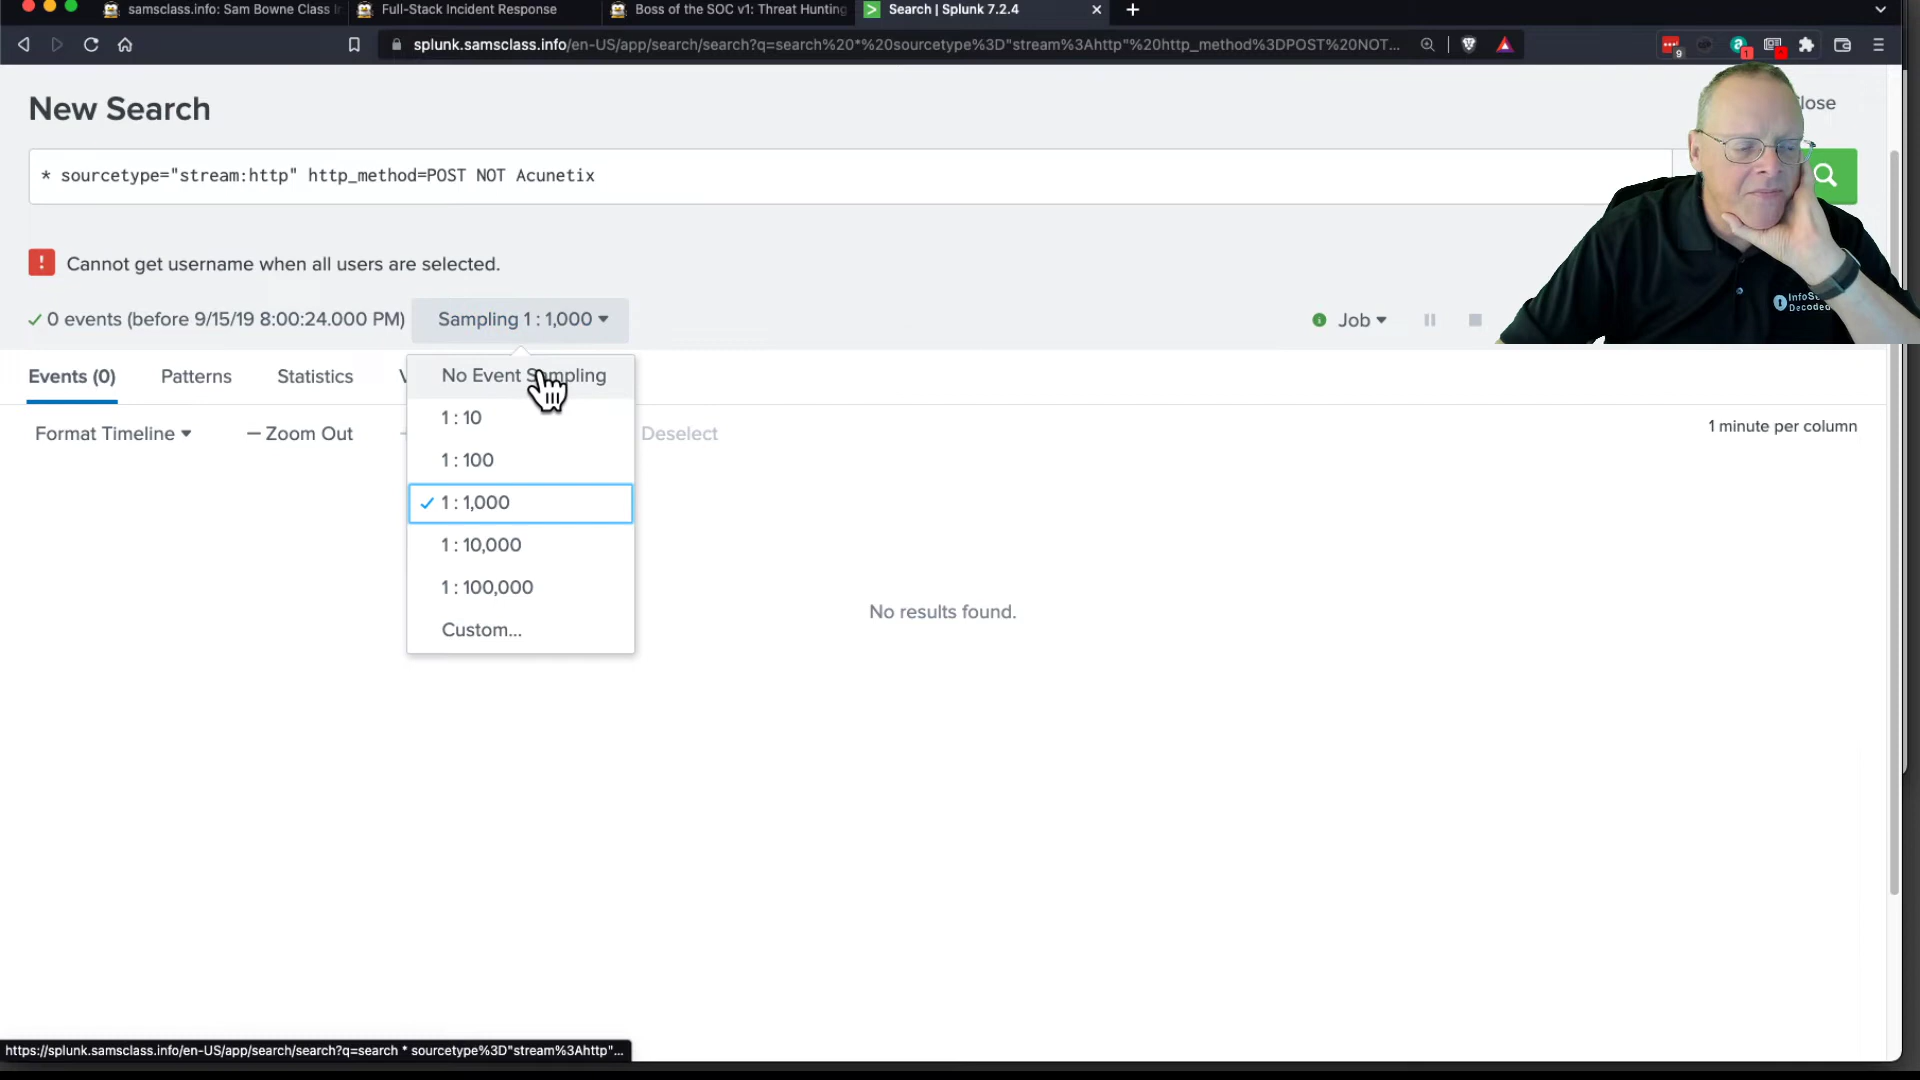 samsclass.info: Sam Bowne Class I
Full-Stack Incident Response
Boss of the SOC v1: Threat Hunting
Search | Splunk 7.2.4
splunk.samsclass.info/en-US/app/search/search?q=search%20*%20sourcetype%3D"stream%3Ahttp"%20http_method%3DPOST%20NOT...
9
1
New Search
lose
* sourcetype="stream:http" http_method=POST NOT Acunetix
! Cannot get username when all users are selected.
✓ 0 events (before 9/15/19 8:00:24.000 PM)
Sampling 1 : 1,000
i Job
InfoSe
Decoded
Events (0)
Patterns
Statistics
V
No Event Sampling
1 : 10
1 : 100
✓ 1 : 1,000
1 : 10,000
1 : 100,000
Custom...
Format Timeline
— Zoom Out
Deselect
1 minute per column
No results found.
https://splunk.samsclass.info/en-US/app/search/search?q=search * sourcetype%3D"stream%3Ahttp"...